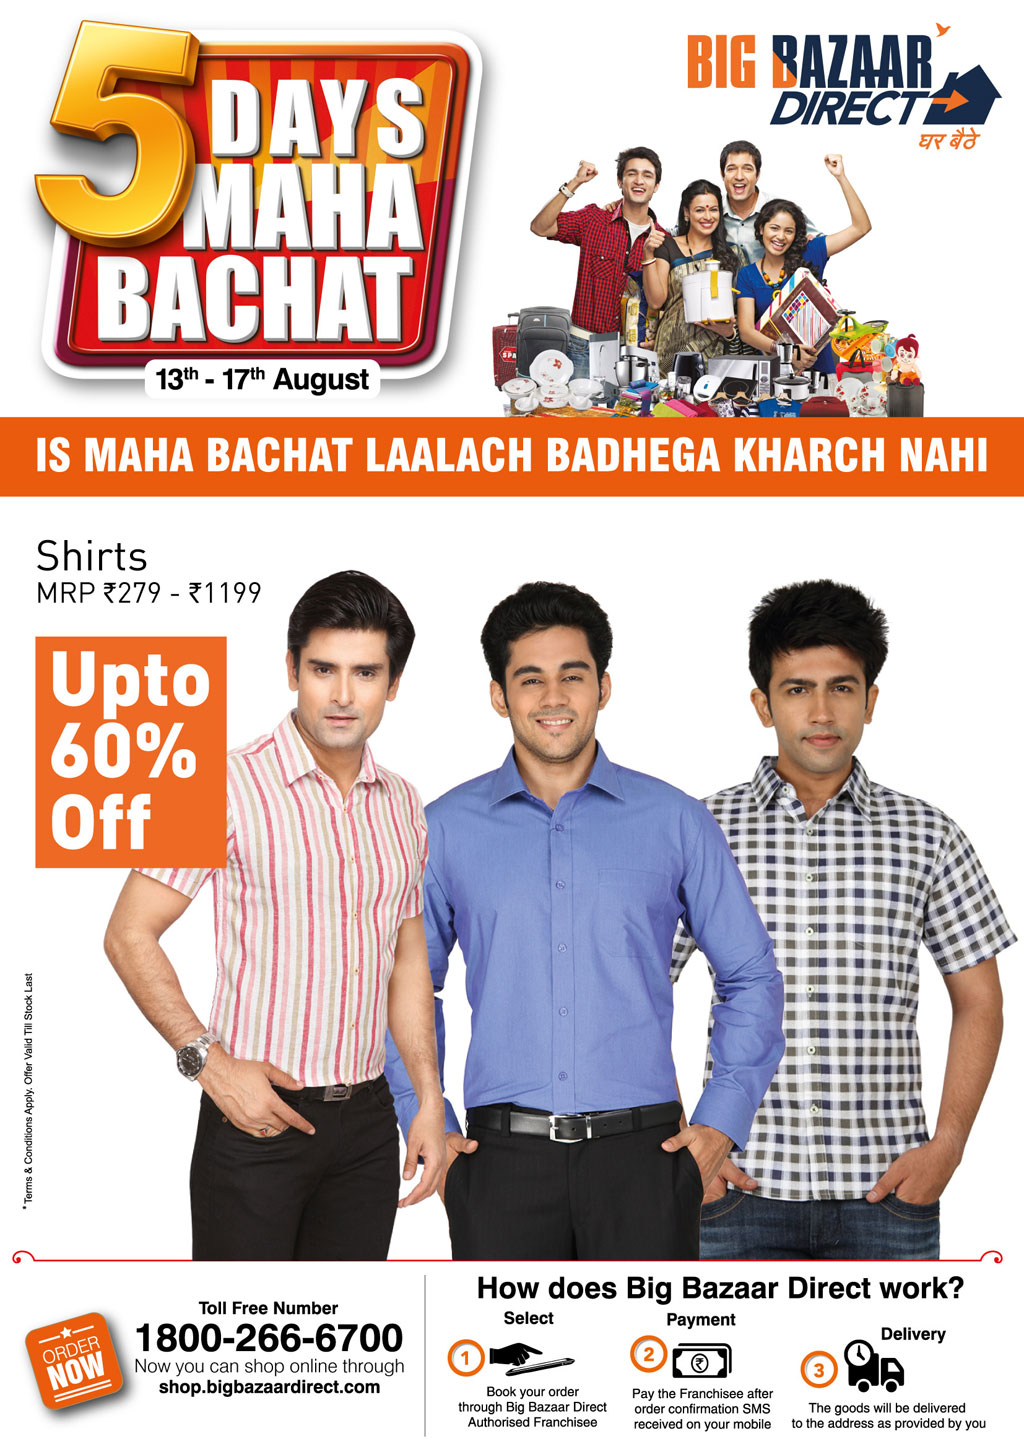 5 DAYS
MAHA
BACHAT
13th - 17th August
BIG BAZAAR
DIRECT
घर बैठे
IS MAHA BACHAT LAALACH BADHEGA KHARCH NAHI
Shirts
MRP ₹279 - ₹1199
Upto
60%
Off
* Terms & Conditions Apply. Offer Valid Till Stock Last
ORDER
NOW
Toll Free Number
1800-266-6700
Now you can shop online through
shop.bigbazaardirect.com
How does Big Bazaar Direct work?
Select
1
Book your order
through Big Bazaar Direct
Authorised Franchisee
Payment
2
₹
Pay the Franchisee after
order confirmation SMS
received on your mobile
Delivery
3
The goods will be delivered
to the address as provided by you